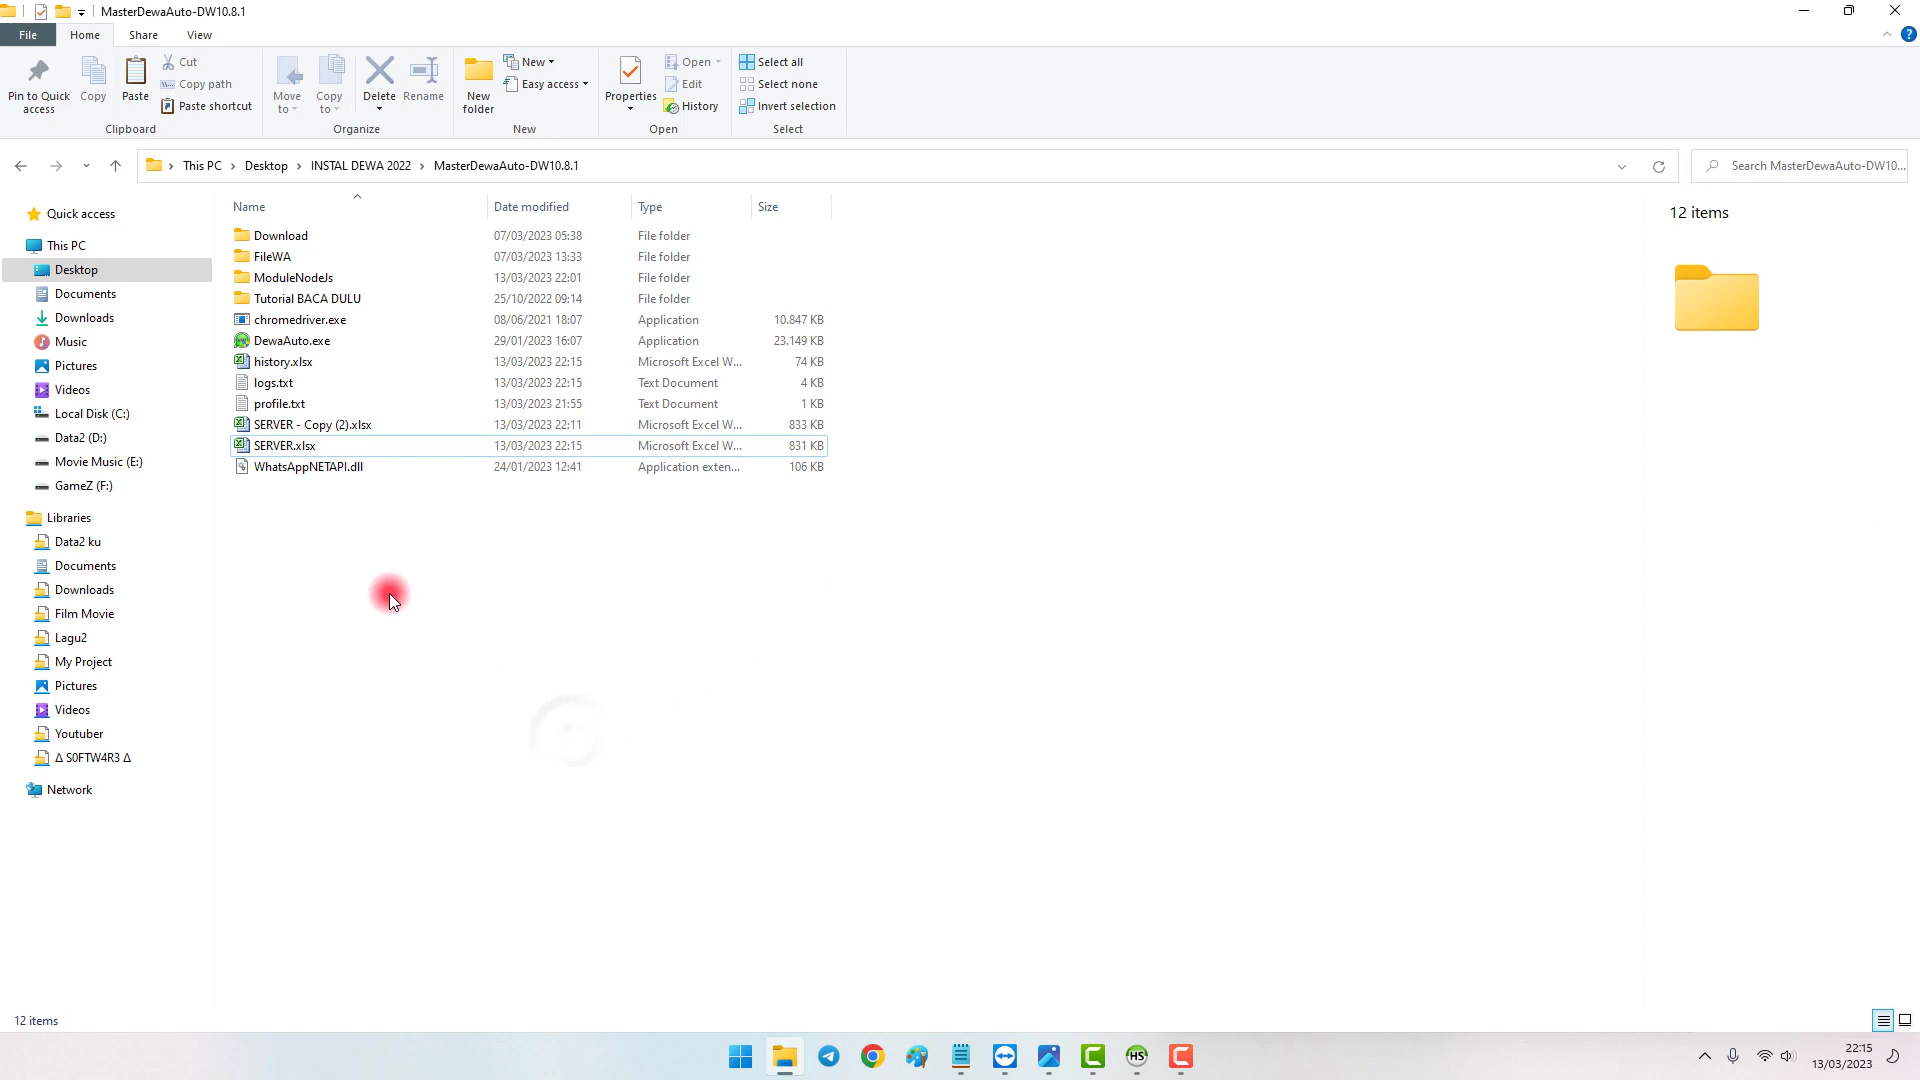 MasterDewaAuto-DW10.8.1
File Home Share View
Pin to Quick access
Copy
Paste
Cut
Copy path
Paste shortcut
Clipboard
Move to
Copy to
Delete
Rename
Organize
New folder
New
Easy access
New
Properties
Open
Edit
History
Open
Select all
Select none
Invert selection
Select
This PC > Desktop > INSTAL DEWA 2022 > MasterDewaAuto-DW10.8.1
Search MasterDewaAuto-DW10...
Quick access
This PC
Desktop
Documents
Downloads
Music
Pictures
Videos
Local Disk (C:)
Data2 (D:)
Movie Music (E:)
GameZ (F:)
Libraries
Data2 ku
Documents
Downloads
Film Movie
Lagu2
My Project
Pictures
Videos
Youtuber
Δ S0FTW4R3 Δ
Network
Name Date modified Type Size
Download 07/03/2023 05:38 File folder
FileWA 07/03/2023 13:33 File folder
ModuleNodeJs 13/03/2023 22:01 File folder
Tutorial BACA DULU 25/10/2022 09:14 File folder
chromedriver.exe 08/06/2021 18:07 Application 10.847 KB
DewaAuto.exe 29/01/2023 16:07 Application 23.149 KB
history.xlsx 13/03/2023 22:15 Microsoft Excel W... 74 KB
logs.txt 13/03/2023 22:15 Text Document 4 KB
profile.txt 13/03/2023 21:55 Text Document 1 KB
SERVER - Copy (2).xlsx 13/03/2023 22:11 Microsoft Excel W... 833 KB
SERVER.xlsx 13/03/2023 22:15 Microsoft Excel W... 831 KB
WhatsAppNETAPI.dll 24/01/2023 12:41 Application exten... 106 KB
12 items
12 items
HS
22:15
13/03/2023